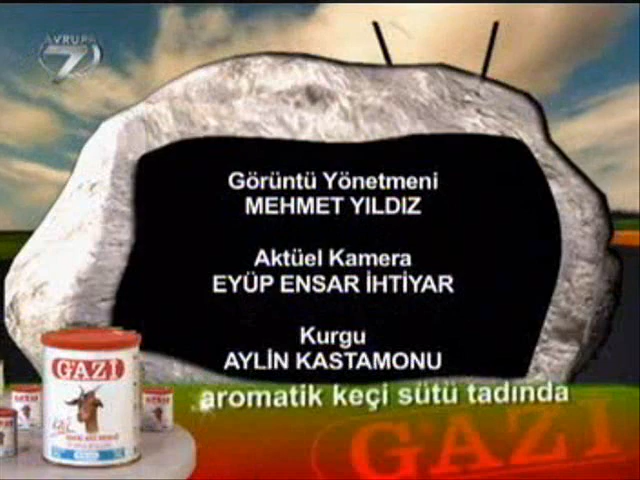 AVRUPA
7
Görüntü Yönetmeni
MEHMET YILDIZ
Aktüel Kamera
EYÜP ENSAR İHTİYAR
Kurgu
AYLİN KASTAMONU
aromatik keçi sütü tadında
GAZİ
GAZİ